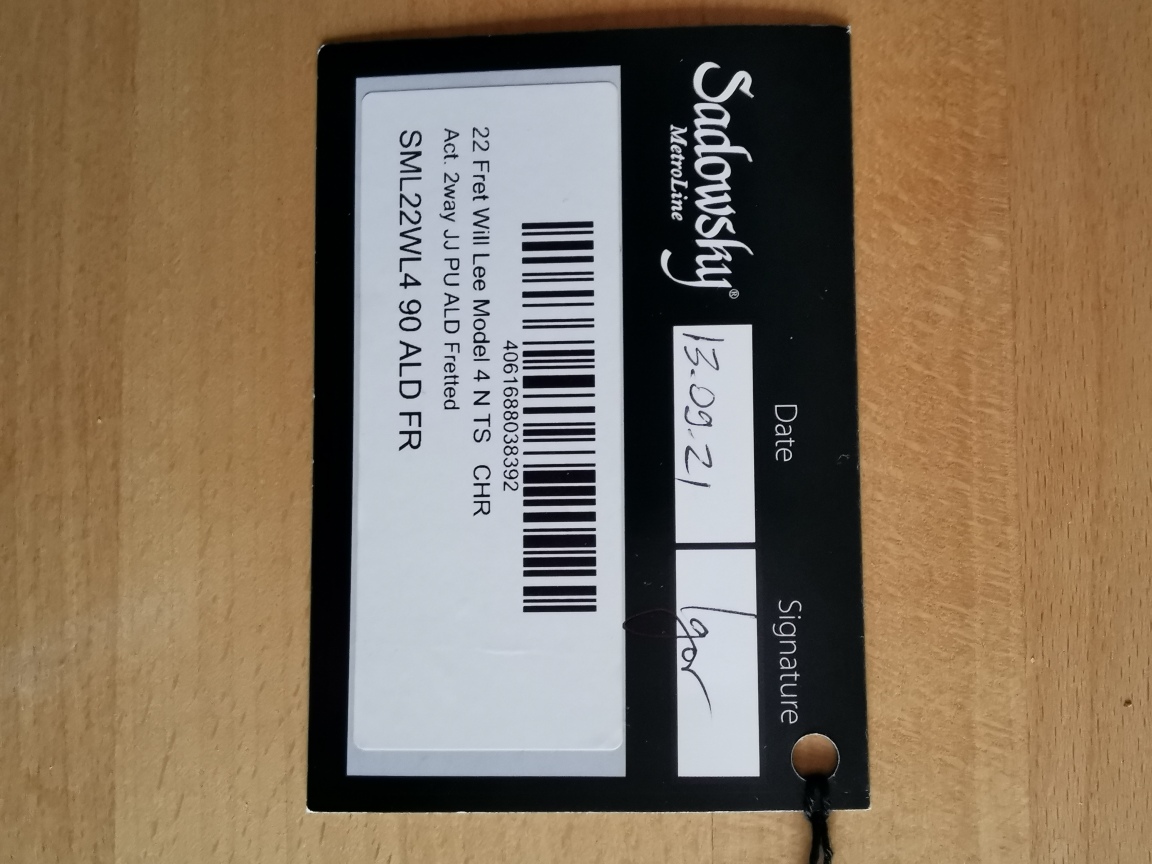 Sadowsky®
MetroLine
Date
Signature
13.09.21
Igor
4061688038392
22 Fret Will Lee Model 4 N TS CHR
Act. 2way JJ PU ALD Fretted
SML22WL4 90 ALD FR